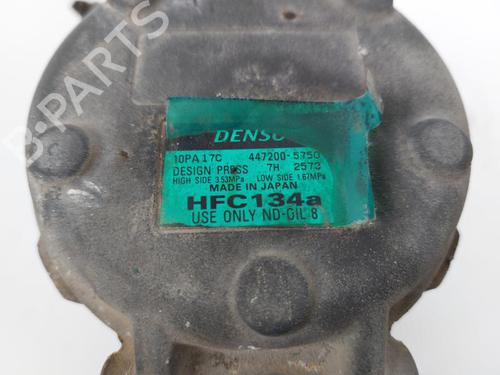 DENSO
10PA17C 447200-5750
DESIGN PRESS 7H 2573
HIGH SIDE 3.53MPa LOW SIDE 1.67MPa
MADE IN JAPAN
HFC134a
USE ONLY ND-OIL 8
B-PARTS